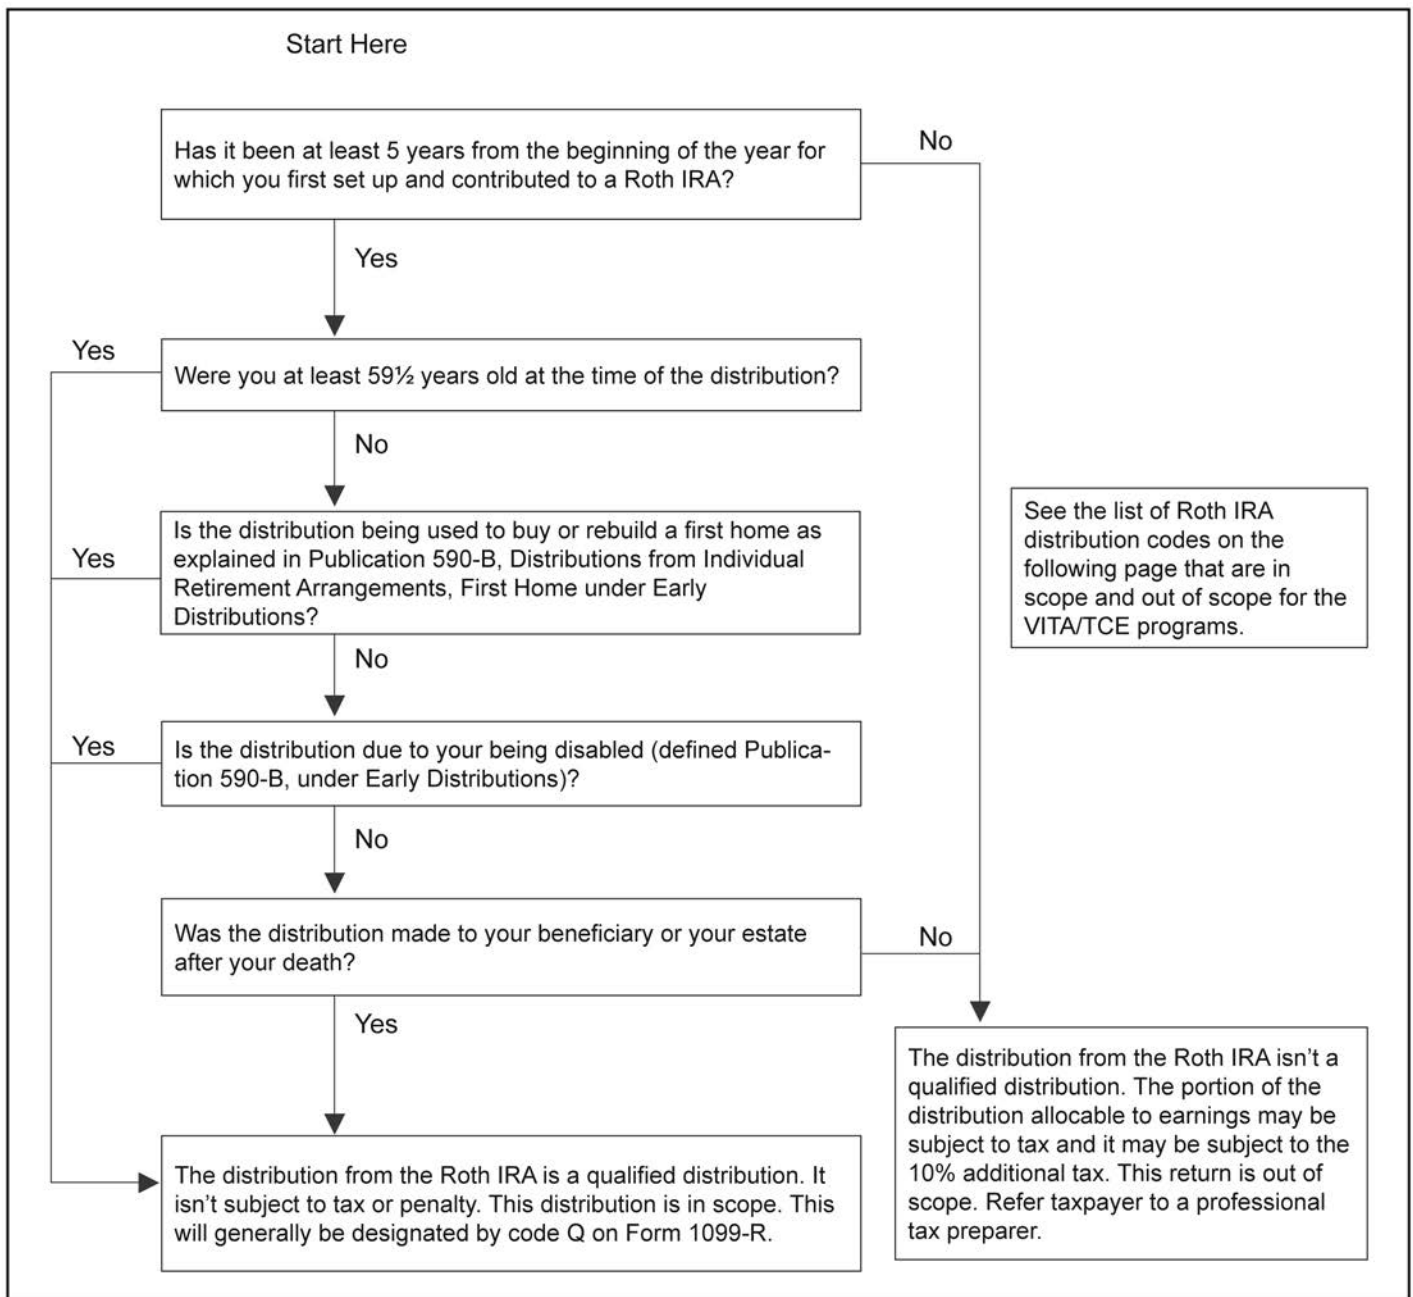 Start Here
Has it been at least 5 years from the beginning of the year for
which you first set up and contributed to a Roth IRA?
No
Yes
Yes
Were you at least 59½ years old at the time of the distribution?
No
Is the distribution being used to buy or rebuild a first home as
explained in Publication 590-B, Distributions from Individual
Retirement Arrangements, First Home under Early
Distributions?
Yes
No
See the list of Roth IRA
distribution codes on the
following page that are in
scope and out of scope for the
VITA/TCE programs.
Yes
Is the distribution due to your being disabled (defined Publica-
tion 590-B, under Early Distributions)?
No
Was the distribution made to your beneficiary or your estate
after your death?
No
Yes
The distribution from the Roth IRA isn’t a
qualified distribution. The portion of the
distribution allocable to earnings may be
subject to tax and it may be subject to the
10% additional tax. This return is out of
scope. Refer taxpayer to a professional
tax preparer.
The distribution from the Roth IRA is a qualified distribution. It
isn’t subject to tax or penalty. This distribution is in scope. This
will generally be designated by code Q on Form 1099-R.